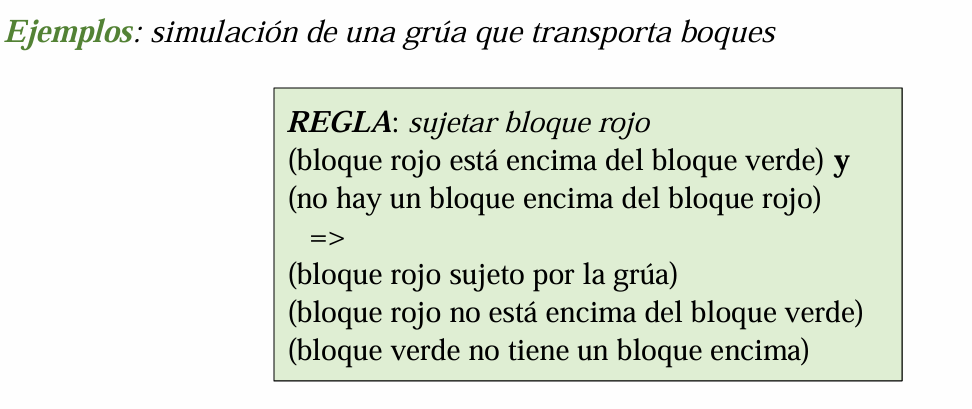 Ejemplos: simulación de una grúa que transporta boques
REGLA: sujetar bloque rojo
(bloque rojo está encima del bloque verde) y
(no hay un bloque encima del bloque rojo)
=>
(bloque rojo sujeto por la grúa)
(bloque rojo no está encima del bloque verde)
(bloque verde no tiene un bloque encima)